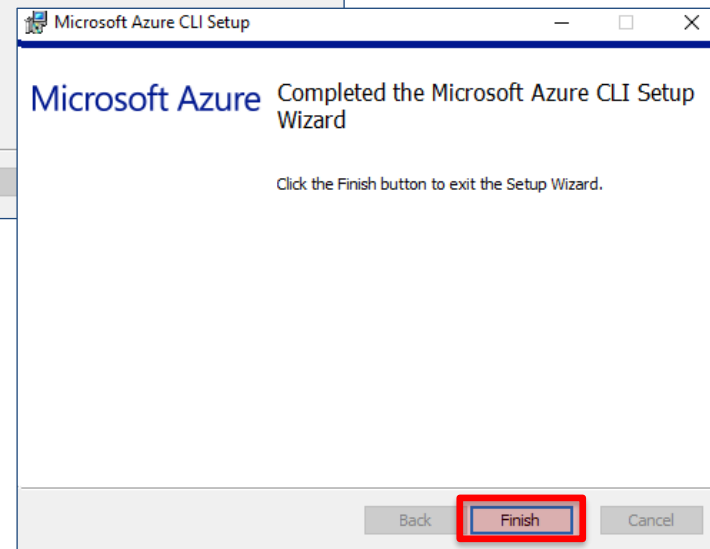 Microsoft Azure CLI Setup
Microsoft Azure
Completed the Microsoft Azure CLI Setup
Wizard
Click the Finish button to exit the Setup Wizard.
Back
Finish
Cancel